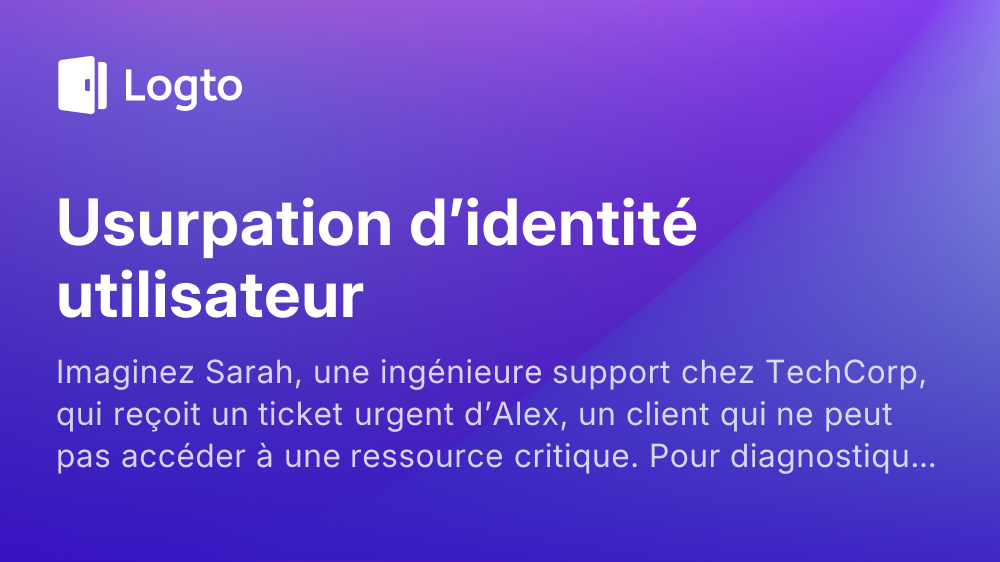 Logto
Usurpation d’identité
utilisateur
Imaginez Sarah, une ingénieure support chez TechCorp,
qui reçoit un ticket urgent d’Alex, un client qui ne peut
pas accéder à une ressource critique. Pour diagnostiqu...